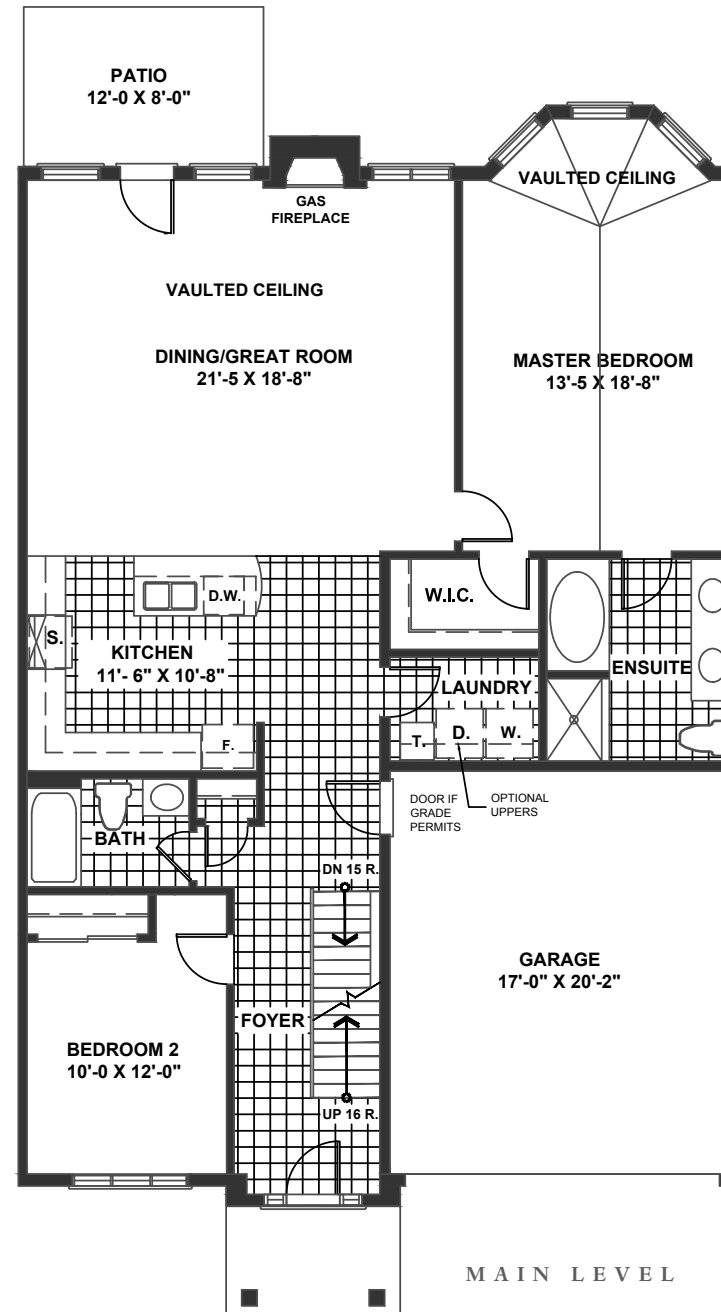 PATIO
12'-0 X 8'-0"
GAS
FIREPLACE
VAULTED CEILING
VAULTED CEILING
DINING/GREAT ROOM
21'-5 X 18'-8"
MASTER BEDROOM
13'-5 X 18'-8"
D.W.
W.I.C.
S.
KITCHEN
11'- 6" X 10'-8"
ENSUITE
LAUNDRY
F.
T.
D.
W.
DOOR IF
GRADE
PERMITS
OPTIONAL
UPPERS
BATH
DN 15 R.
GARAGE
17'-0" X 20'-2"
FOYER
BEDROOM 2
10'-0 X 12'-0"
UP 16 R.
MAIN LEVEL